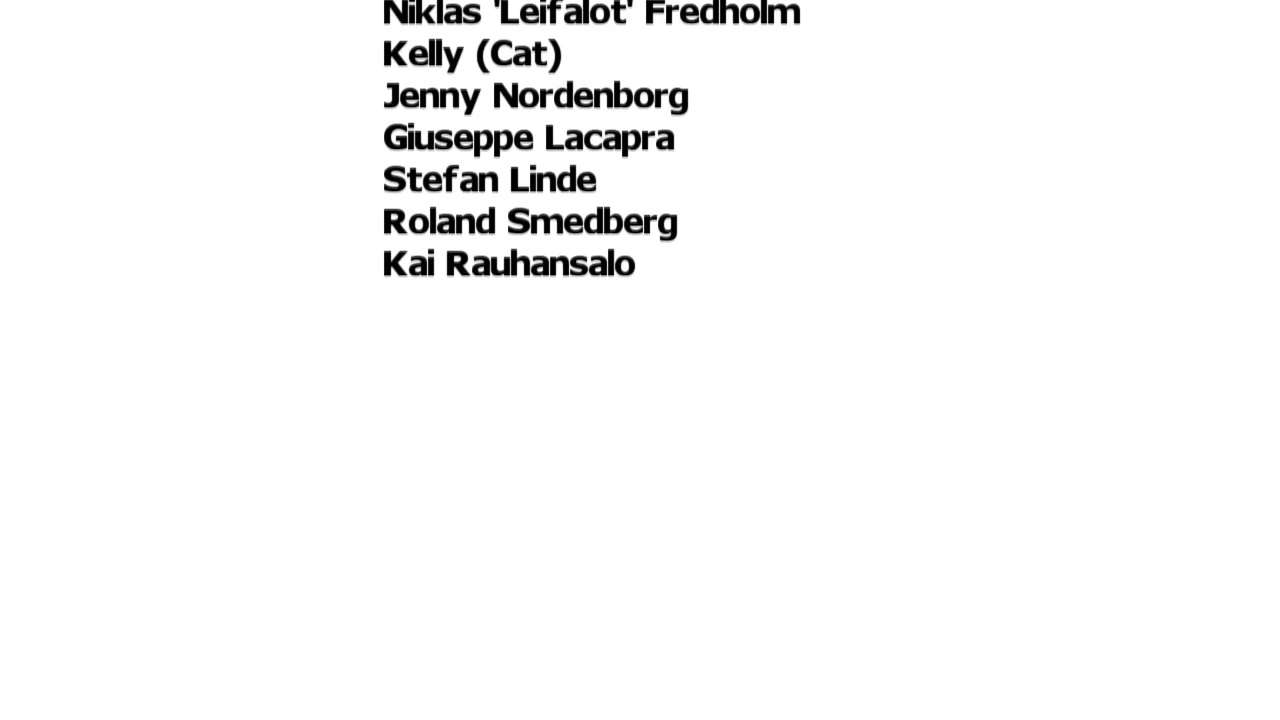 Niklas 'Leifalot' Fredholm
Kelly (Cat)
Jenny Nordenborg
Giuseppe Lacapra
Stefan Linde
Roland Smedberg
Kai Rauhansalo